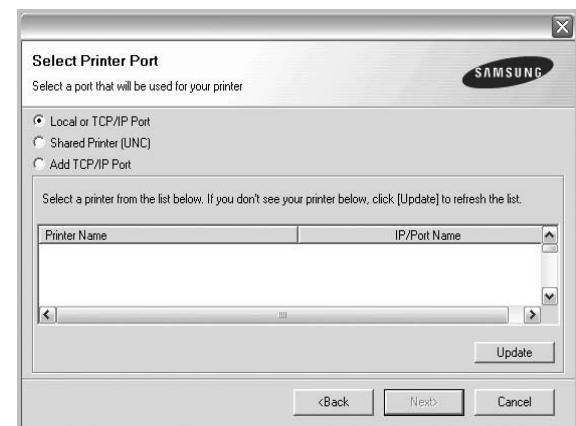 Select Printer Port
Select a port that will be used for your printer
SAMSUNG
Local or TCP/IP Port
Shared Printer (UNC)
Add TCP/IP Port
Select a printer from the list below. If you don't see your printer below, click [Update] to refresh the list.
Printer Name IP/Port Name
Update
<Back Next> Cancel